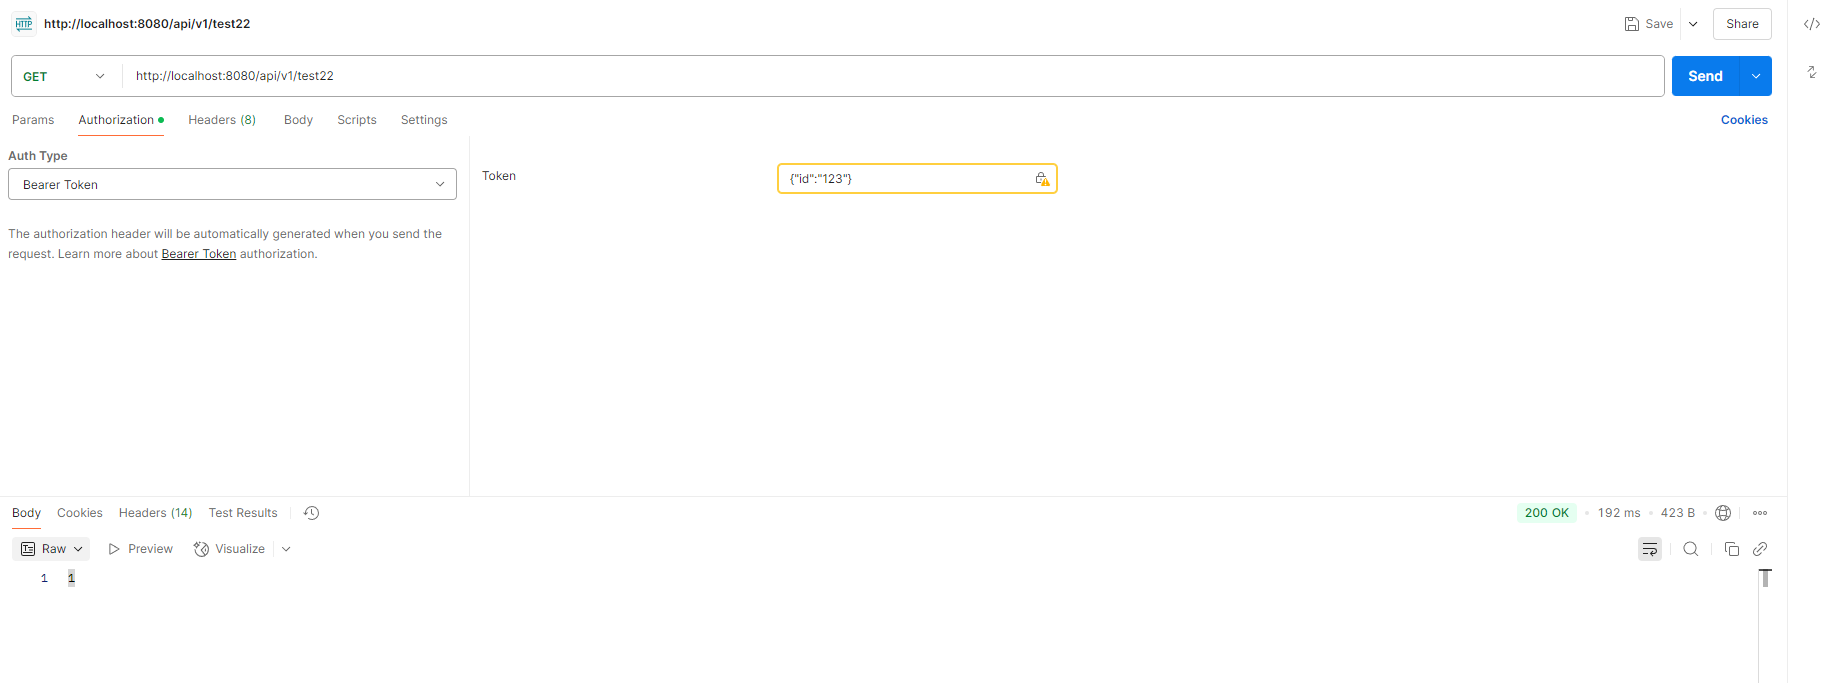 HTTP http://localhost:8080/api/v1/test22 Save Share
GET http://localhost:8080/api/v1/test22 Send
Params Authorization Headers (8) Body Scripts Settings Cookies
Auth Type
Bearer Token
Token {"id":"123"}
The authorization header will be automatically generated when you send the
request. Learn more about Bearer Token authorization.
Body Cookies Headers (14) Test Results 200 OK • 192 ms • 423 B •
Raw Preview Visualize
1 1